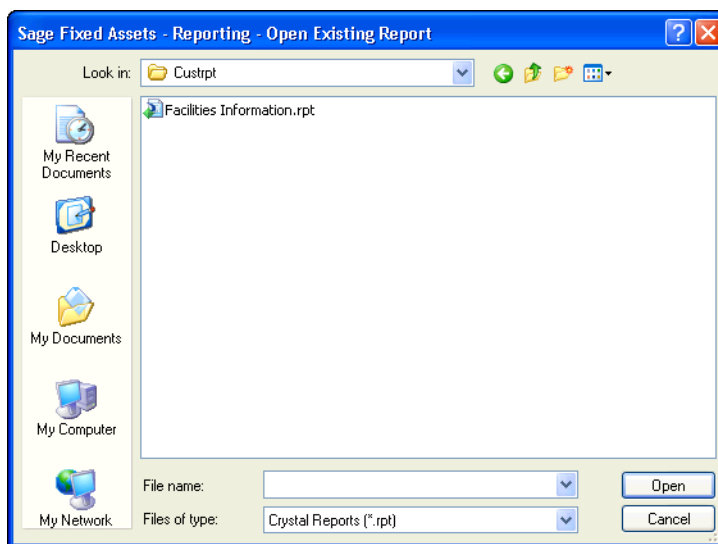 Sage Fixed Assets - Reporting - Open Existing Report
Look in: Custrpt
Facilities Information.rpt
My Recent
Documents
Desktop
My Documents
My Computer
My Network
File name:
Open
Files of type: Crystal Reports (*.rpt)
Cancel